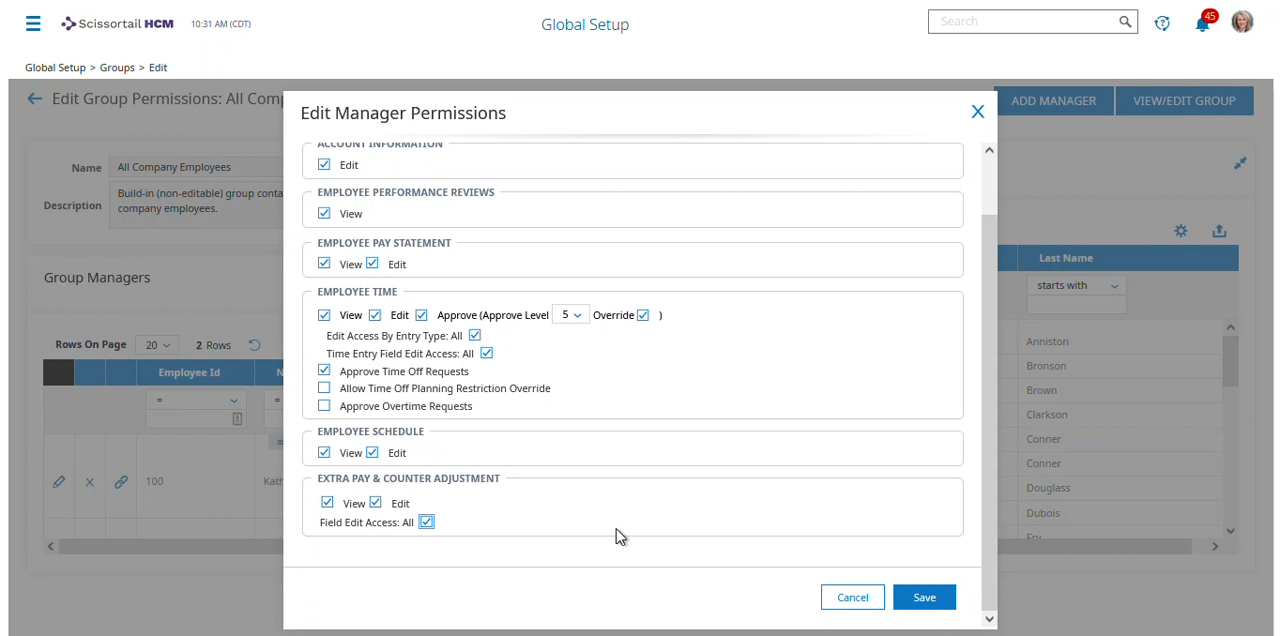 Scissortail HCM
10:31 AM (CDT)
Global Setup
Search
45
Global Setup > Groups > Edit
Edit Group Permissions: All Comp
ADD MANAGER
VIEW/EDIT GROUP
Edit Manager Permissions
Name
All Company Employees
Description
Build-in (non-editable) group conta
company employees.
Group Managers
Rows On Page
20
2 Rows
Employee Id
=
=
100
Kath
ACCOUNT INFORMATION
Edit
EMPLOYEE PERFORMANCE REVIEWS
View
EMPLOYEE PAY STATEMENT
View Edit
EMPLOYEE TIME
View Edit Approve (Approve Level 5 Override )
Edit Access By Entry Type: All
Time Entry Field Edit Access: All
Approve Time Off Requests
Allow Time Off Planning Restriction Override
Approve Overtime Requests
EMPLOYEE SCHEDULE
View Edit
EXTRA PAY & COUNTER ADJUSTMENT
View Edit
Field Edit Access: All
Cancel
Save
Last Name
starts with
Anniston
Bronson
Brown
Clarkson
Conner
Conner
Douglass
Dubois